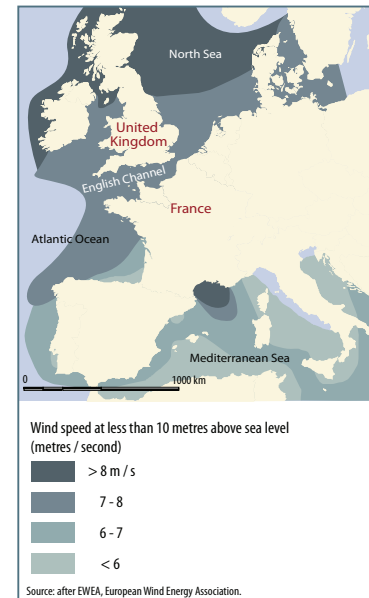 North Sea
United
Kingdom
English Channel
France
Atlantic Ocean
Mediterranean Sea
0
1000 km
Wind speed at less than 10 metres above sea level
(metres / second)
> 8 m / s
7 - 8
6 - 7
< 6
Source: after EWEA, European Wind Energy Association.